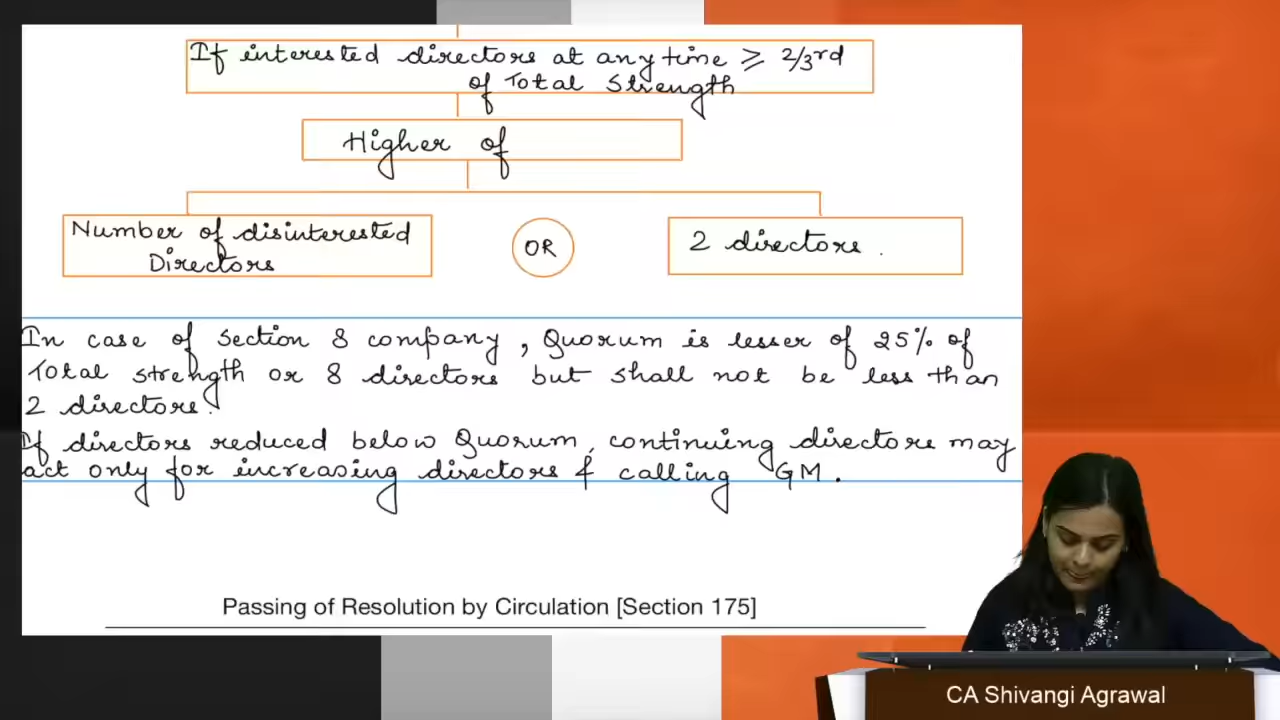 If interested directors at any time ≥ 2/3rd
of Total Strength
Higher of
Number of disinterested
Directors
OR
2 directors.
In case of section 8 company, Quorum is lesser of 25% of
Total strength or 8 directors but shall not be less than
2 directors.
If directors reduced below Quorum, continuing directors may
act only for increasing directors & calling GM.
Passing of Resolution by Circulation [Section 175]
CA Shivangi Agrawal